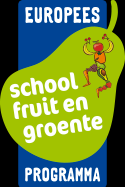 EUROPEES
school
fruit en
groente
PROGRAMMA